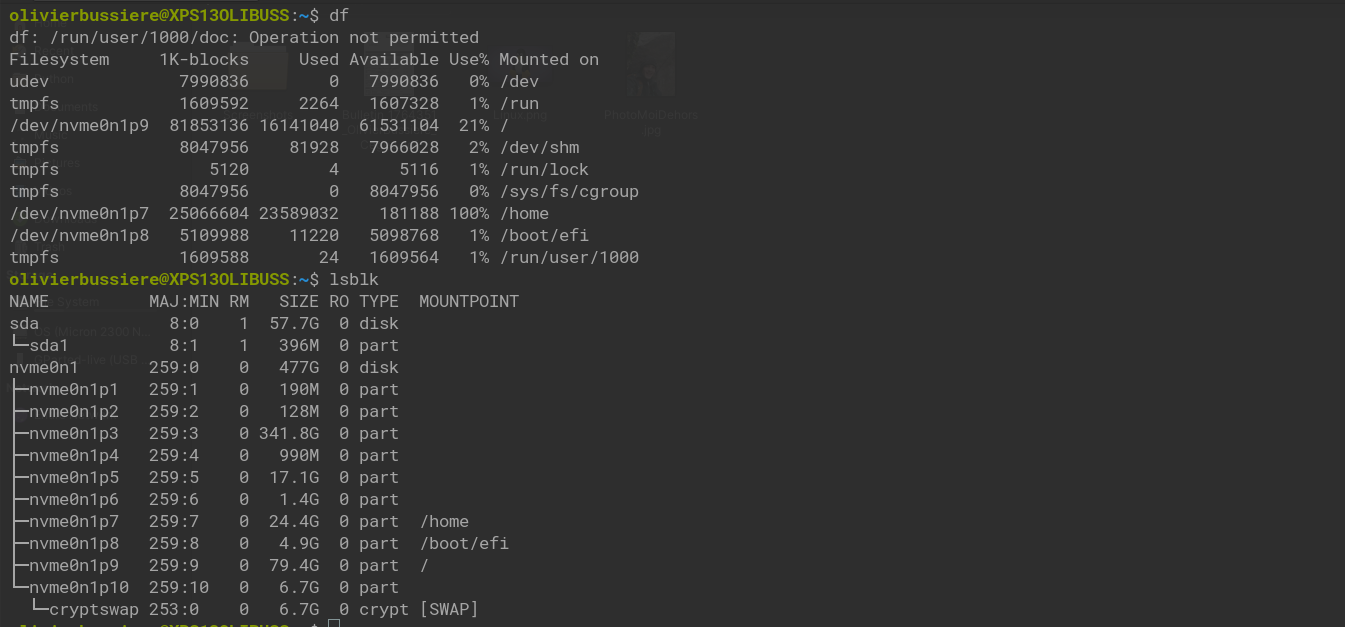 olivierbussiere@XPS13OLIBUSS:~$ df
df: /run/user/1000/doc: Operation not permitted
Filesystem     1K-blocks     Used Available Use% Mounted on
udev             7990836        0   7990836   0% /dev
tmpfs            1609592     2264   1607328   1% /run
/dev/nvme0n1p9  81853136 16141040  61531104  21% /
tmpfs            8047956    81928   7966028   2% /dev/shm
tmpfs               5120        4      5116   1% /run/lock
tmpfs            8047956        0   8047956   0% /sys/fs/cgroup
/dev/nvme0n1p7  25066604 23589032    181188 100% /home
/dev/nvme0n1p8   5109988    11220   5098768   1% /boot/efi
tmpfs            1609588       24   1609564   1% /run/user/1000
olivierbussiere@XPS13OLIBUSS:~$ lsblk
NAME          MAJ:MIN RM   SIZE RO TYPE  MOUNTPOINT
sda             8:0    1  57.7G  0 disk
└─sda1          8:1    1   396M  0 part
nvme0n1       259:0    0   477G  0 disk
├─nvme0n1p1   259:1    0   190M  0 part
├─nvme0n1p2   259:2    0   128M  0 part
├─nvme0n1p3   259:3    0 341.8G  0 part
├─nvme0n1p4   259:4    0   990M  0 part
├─nvme0n1p5   259:5    0  17.1G  0 part
├─nvme0n1p6   259:6    0   1.4G  0 part
├─nvme0n1p7   259:7    0  24.4G  0 part  /home
├─nvme0n1p8   259:8    0   4.9G  0 part  /boot/efi
├─nvme0n1p9   259:9    0  79.4G  0 part  /
└─nvme0n1p10  259:10   0   6.7G  0 part
  └─cryptswap 253:0    0   6.7G  0 crypt [SWAP]